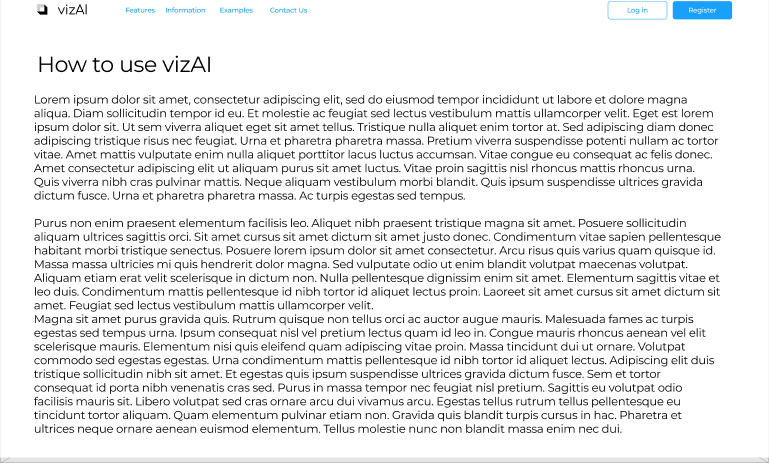 vizAI
Features Information Examples Contact Us
Log in Register
How to use vizAI
Lorem ipsum dolor sit amet, consectetur adipiscing elit, sed do eiusmod tempor incididunt ut labore et dolore magna
aliqua. Diam sollicitudin tempor id eu. Et molestie ac feugiat sed lectus vestibulum mattis ullamcorper velit. Eget est lorem
ipsum dolor sit. Ut sem viverra aliquet eget sit amet tellus. Tristique nulla aliquet enim tortor at. Sed adipiscing diam donec
adipiscing tristique risus nec feugiat. Urna et pharetra pharetra massa. Pretium viverra suspendisse potenti nullam ac tortor
vitae. Amet mattis vulputate enim nulla aliquet porttitor lacus luctus accumsan. Vitae congue eu consequat ac felis donec.
Amet consectetur adipiscing elit ut aliquam purus sit amet luctus. Vitae proin sagittis nisl rhoncus mattis rhoncus urna.
Quis viverra nibh cras pulvinar mattis. Neque aliquam vestibulum morbi blandit. Quis ipsum suspendisse ultrices gravida
dictum fusce. Urna et pharetra pharetra massa. Ac turpis egestas sed tempus.
Purus non enim praesent elementum facilisis leo. Aliquet nibh praesent tristique magna sit amet. Posuere sollicitudin
aliquam ultrices sagittis orci. Sit amet cursus sit amet dictum sit amet justo donec. Condimentum vitae sapien pellentesque
habitant morbi tristique senectus. Posuere lorem ipsum dolor sit amet consectetur. Arcu risus quis varius quam quisque id.
Massa massa ultricies mi quis hendrerit dolor magna. Sed vulputate odio ut enim blandit volutpat maecenas volutpat.
Aliquam etiam erat velit scelerisque in dictum non. Nulla pellentesque dignissim enim sit amet. Elementum sagittis vitae et
leo duis. Condimentum mattis pellentesque id nibh tortor id aliquet lectus proin. Laoreet sit amet cursus sit amet dictum sit
amet. Feugiat sed lectus vestibulum mattis ullamcorper velit.
Magna sit amet purus gravida quis. Rutrum quisque non tellus orci ac auctor augue mauris. Malesuada fames ac turpis
egestas sed tempus urna. Ipsum consequat nisl vel pretium lectus quam id leo in. Congue mauris rhoncus aenean vel elit
scelerisque mauris. Elementum nisi quis eleifend quam adipiscing vitae proin. Massa tincidunt dui ut ornare. Volutpat
commodo sed egestas egestas. Urna condimentum mattis pellentesque id nibh tortor id aliquet lectus. Adipiscing elit duis
tristique sollicitudin nibh sit amet. Et egestas quis ipsum suspendisse ultrices gravida dictum fusce. Sem et tortor
consequat id porta nibh venenatis cras sed. Purus in massa tempor nec feugiat nisl pretium. Sagittis eu volutpat odio
facilisis mauris sit. Libero volutpat sed cras ornare arcu dui vivamus arcu. Egestas tellus rutrum tellus pellentesque eu
tincidunt tortor aliquam. Quam elementum pulvinar etiam non. Gravida quis blandit turpis cursus in hac. Pharetra et
ultrices neque ornare aenean euismod elementum. Tellus molestie nunc non blandit massa enim nec dui.